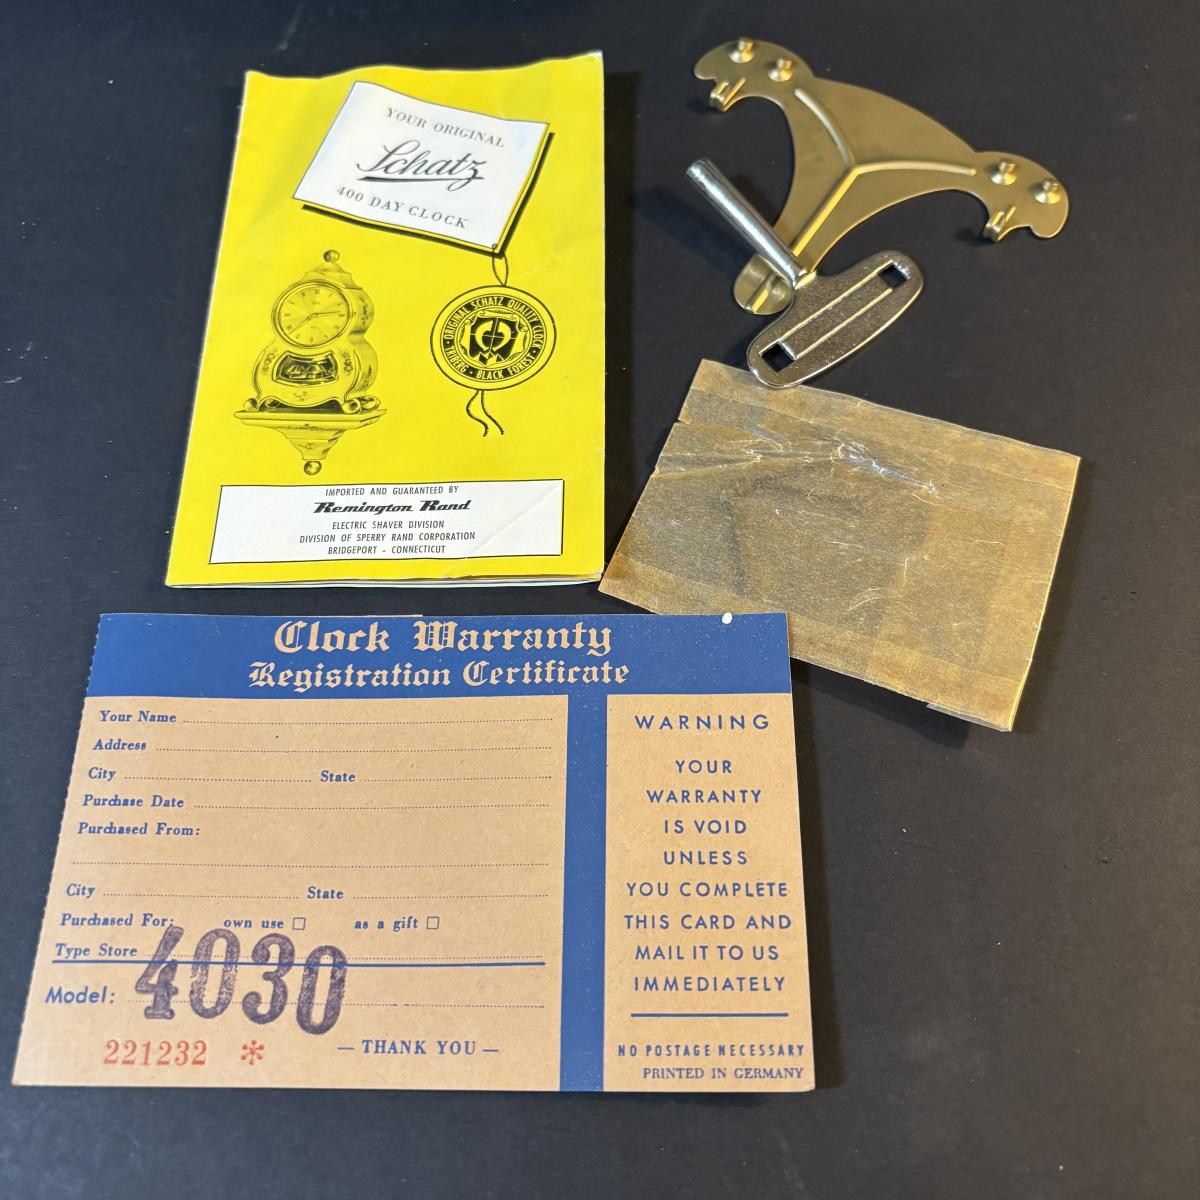 YOUR ORIGINAL
Schatz
400 DAY CLOCK
ORIGINAL SCHATZ QUALITY CLOCK
TRIBERG • BLACK FOREST
IMPORTED AND GUARANTEED BY
Remington Rand
ELECTRIC SHAVER DIVISION
DIVISION OF SPERRY RAND CORPORATION
BRIDGEPORT - CONNECTICUT
Clock Warranty
Registration Certificate
Your Name
Address
City State
Purchase Date
Purchased From:
City State
Purchased For: own use as a gift
Type Store
Model: 4030
221232 * — THANK YOU —
WARNING
YOUR
WARRANTY
IS VOID
UNLESS
YOU COMPLETE
THIS CARD AND
MAIL IT TO US
IMMEDIATELY
NO POSTAGE NECESSARY
PRINTED IN GERMANY